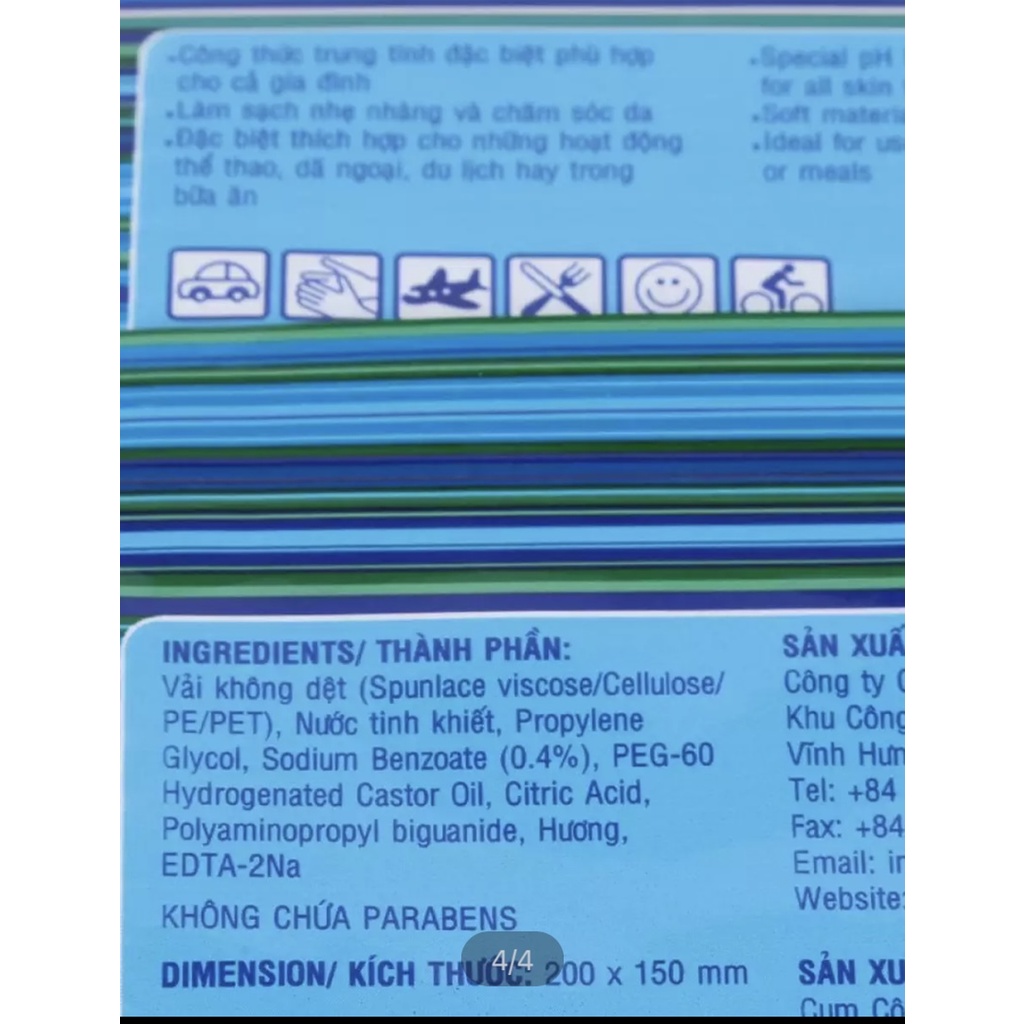 .Công thức trung tính đặc biệt phù hợp
cho cả gia đình
.Làm sạch nhẹ nhàng và chăm sóc da
.Đặc biệt thích hợp cho những hoạt động
thể thao, dã ngoại, du lịch hay trong
bữa ăn
.Special pH
for all skin
.Soft
.Ideal for
or meals
INGREDIENTS/ THÀNH PHẦN:
Vải không dệt (Spunlace viscose/Cellulose/
PE/PET), Nước tinh khiết, Propylene
Glycol, Sodium Benzoate (0.4%), PEG-60
Hydrogenated Castor Oil, Citric Acid,
Polyaminopropyl biguanide, Hương,
EDTA-2Na
KHÔNG CHỨA PARABENS
DIMENSION/ KÍCH THƯỚC: 200 x 150 mm
SẢN
Công ty
Khu Công
Vĩnh
Tel: +84
Fax: +84
Email:
Website:
SẢN
Cụm
4/4